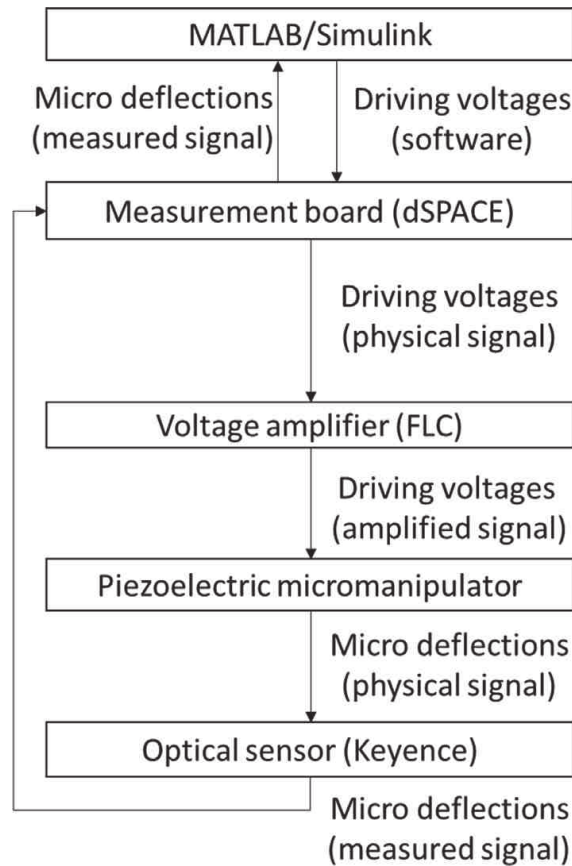 MATLAB/Simulink
Micro deflections
(measured signal)
Driving voltages
(software)
Measurement board (dSPACE)
Driving voltages
(physical signal)
Voltage amplifier (FLC)
Driving voltages
(amplified signal)
Piezoelectric micromanipulator
Micro deflections
(physical signal)
Optical sensor (Keyence)
Micro deflections
(measured signal)